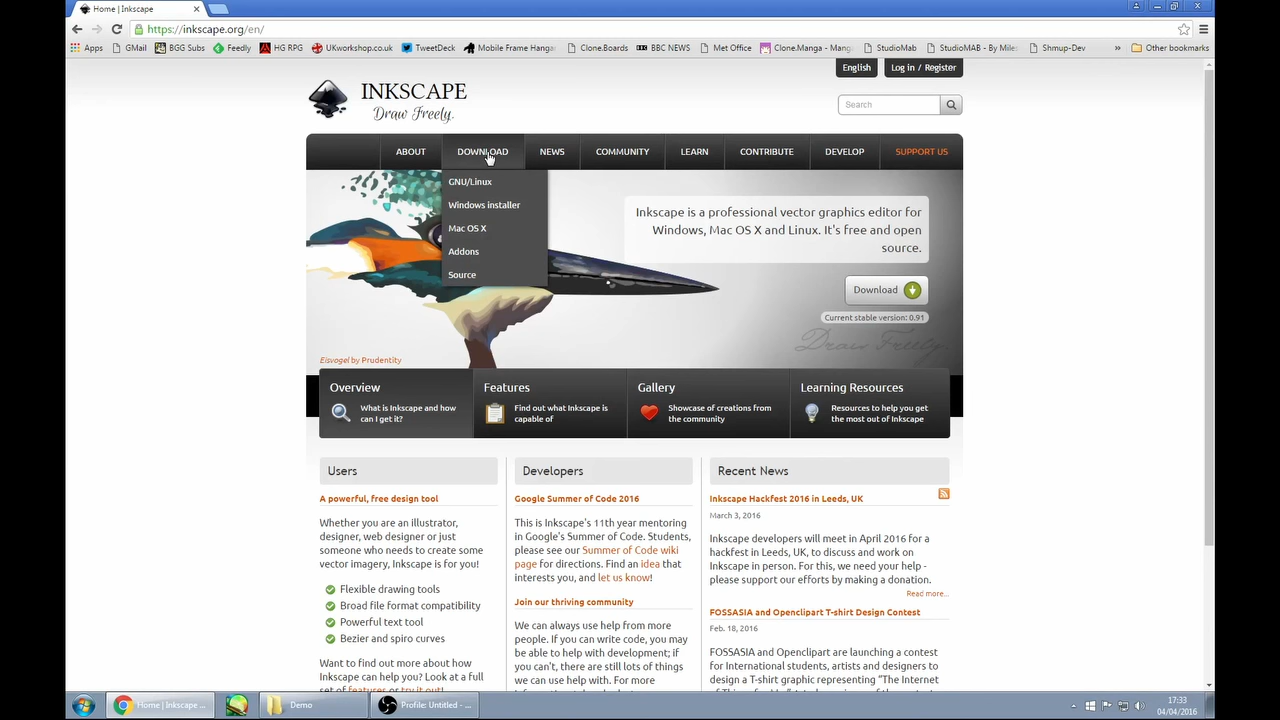 Home | Inkscape
https://inkscape.org/en/
Apps
GMail
BGG Subs
Feedly
HG RPG
UKworkshop.co.uk
TweetDeck
Mobile Frame Hangar
Clone.Boards
BBC NEWS
Met Office
Clone.Manga - Mang
StudioMab
StudioMAB - By Miles
Shmup-Dev
»
Other bookmarks
English
Log in / Register
INKSCAPE
Draw Freely.
Search
ABOUT
DOWNLOAD
NEWS
COMMUNITY
LEARN
CONTRIBUTE
DEVELOP
SUPPORT US
GNU/Linux
Windows installer
Mac OS X
Addons
Source
Inkscape is a professional vector graphics editor for
Windows, Mac OS X and Linux. It's free and open
source.
Download
Current stable version: 0.91
Draw Freely.
Eisvogel by Prudentity
Overview
What is Inkscape and how
can I get it?
Features
Find out what Inkscape is
capable of
Gallery
Showcase of creations from
the community
Learning Resources
Resources to help you get
the most out of Inkscape
Users
A powerful, free design tool
Whether you are an illustrator,
designer, web designer or just
someone who needs to create some
vector imagery, Inkscape is for you!
Flexible drawing tools
Broad file format compatibility
Powerful text tool
Bezier and spiro curves
Want to find out more about how
Inkscape can help you? Look at a full
set of features or try it out!
Developers
Google Summer of Code 2016
This is Inkscape's 11th year mentoring
in Google's Summer of Code. Students,
please see our Summer of Code wiki
page for directions. Find an idea that
interests you, and let us know!
Join our thriving community
We can always use help from more
people. If you can write code, you may
be able to help with development; if
you can't, there are still lots of things
we can use help with. For more
Recent News
Inkscape Hackfest 2016 in Leeds, UK
March 3, 2016
Inkscape developers will meet in April 2016 for a
hackfest in Leeds, UK, to discuss and work on
Inkscape in person. For this, we need your help -
please support our efforts by making a donation.
Read more...
FOSSASIA and Openclipart T-shirt Design Contest
Feb. 18, 2016
FOSSASIA and Openclipart are launching a contest
for International students, artists and designers to
design a T-shirt graphic representing “The Internet
Home | Inkscape ...
Demo
Profile: Untitled - ...
17:33
04/04/2016